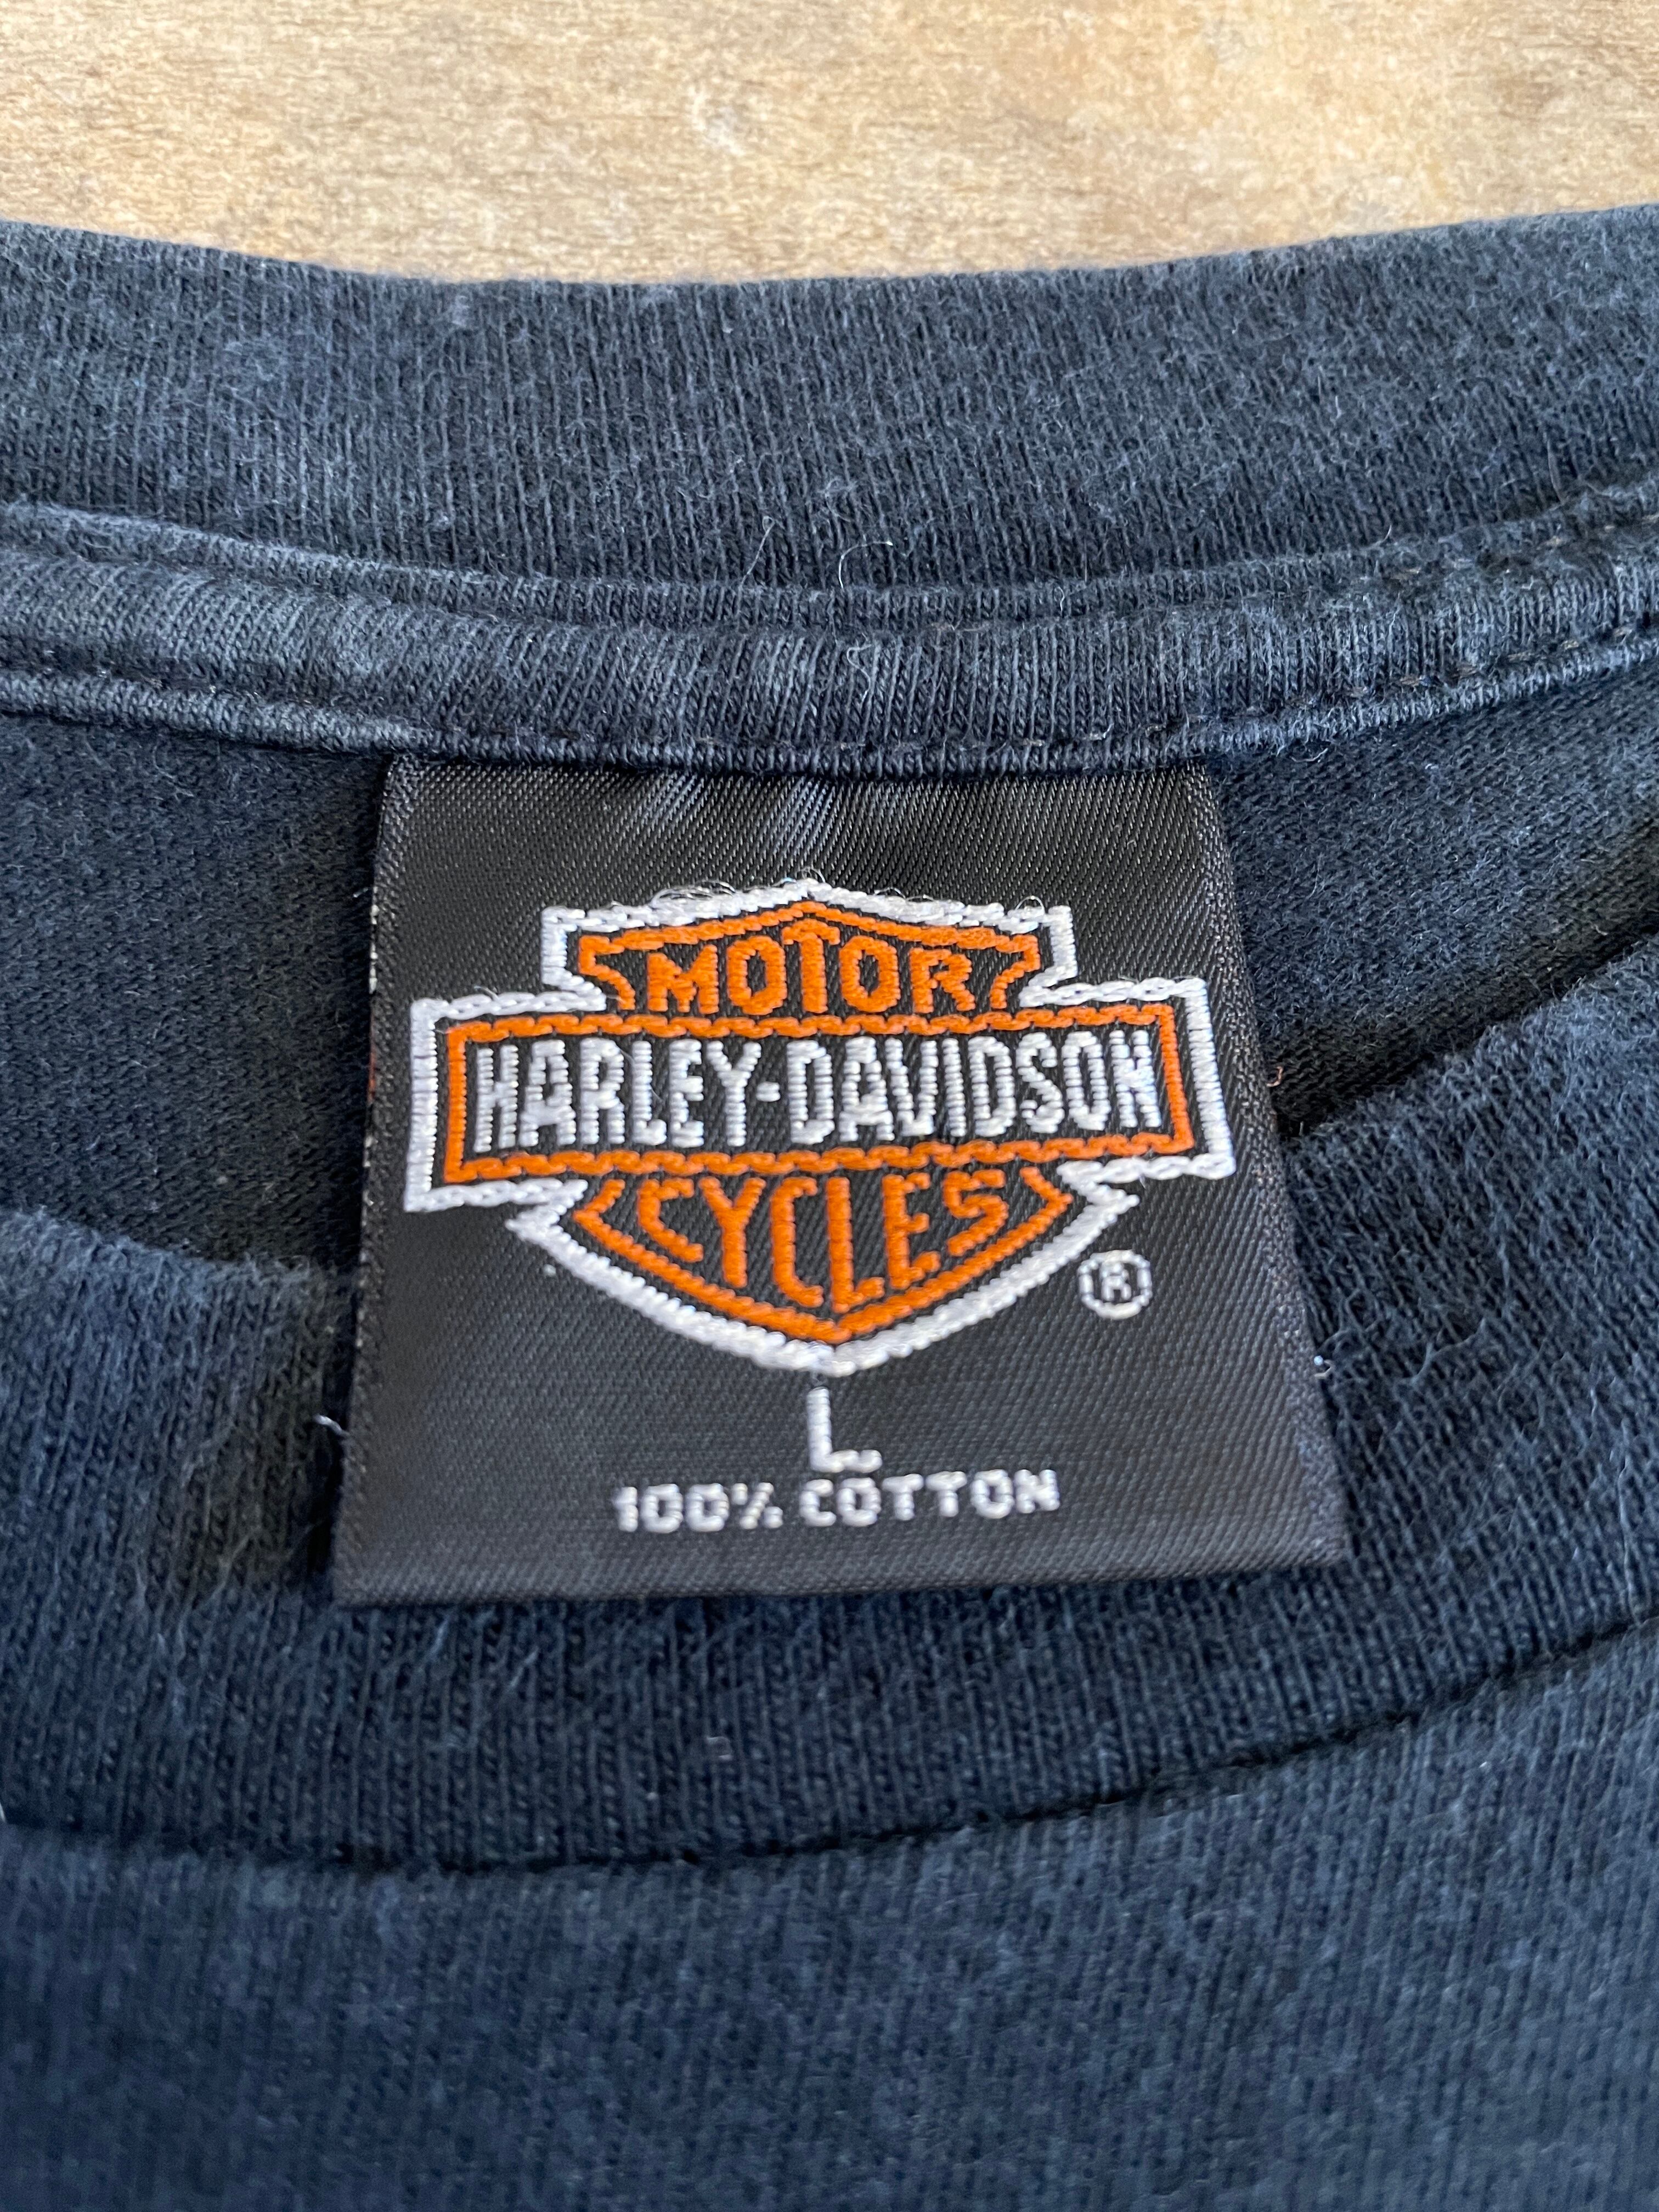 MOTOR
HARLEY-DAVIDSON
CYCLES
®
L
100% COTTON